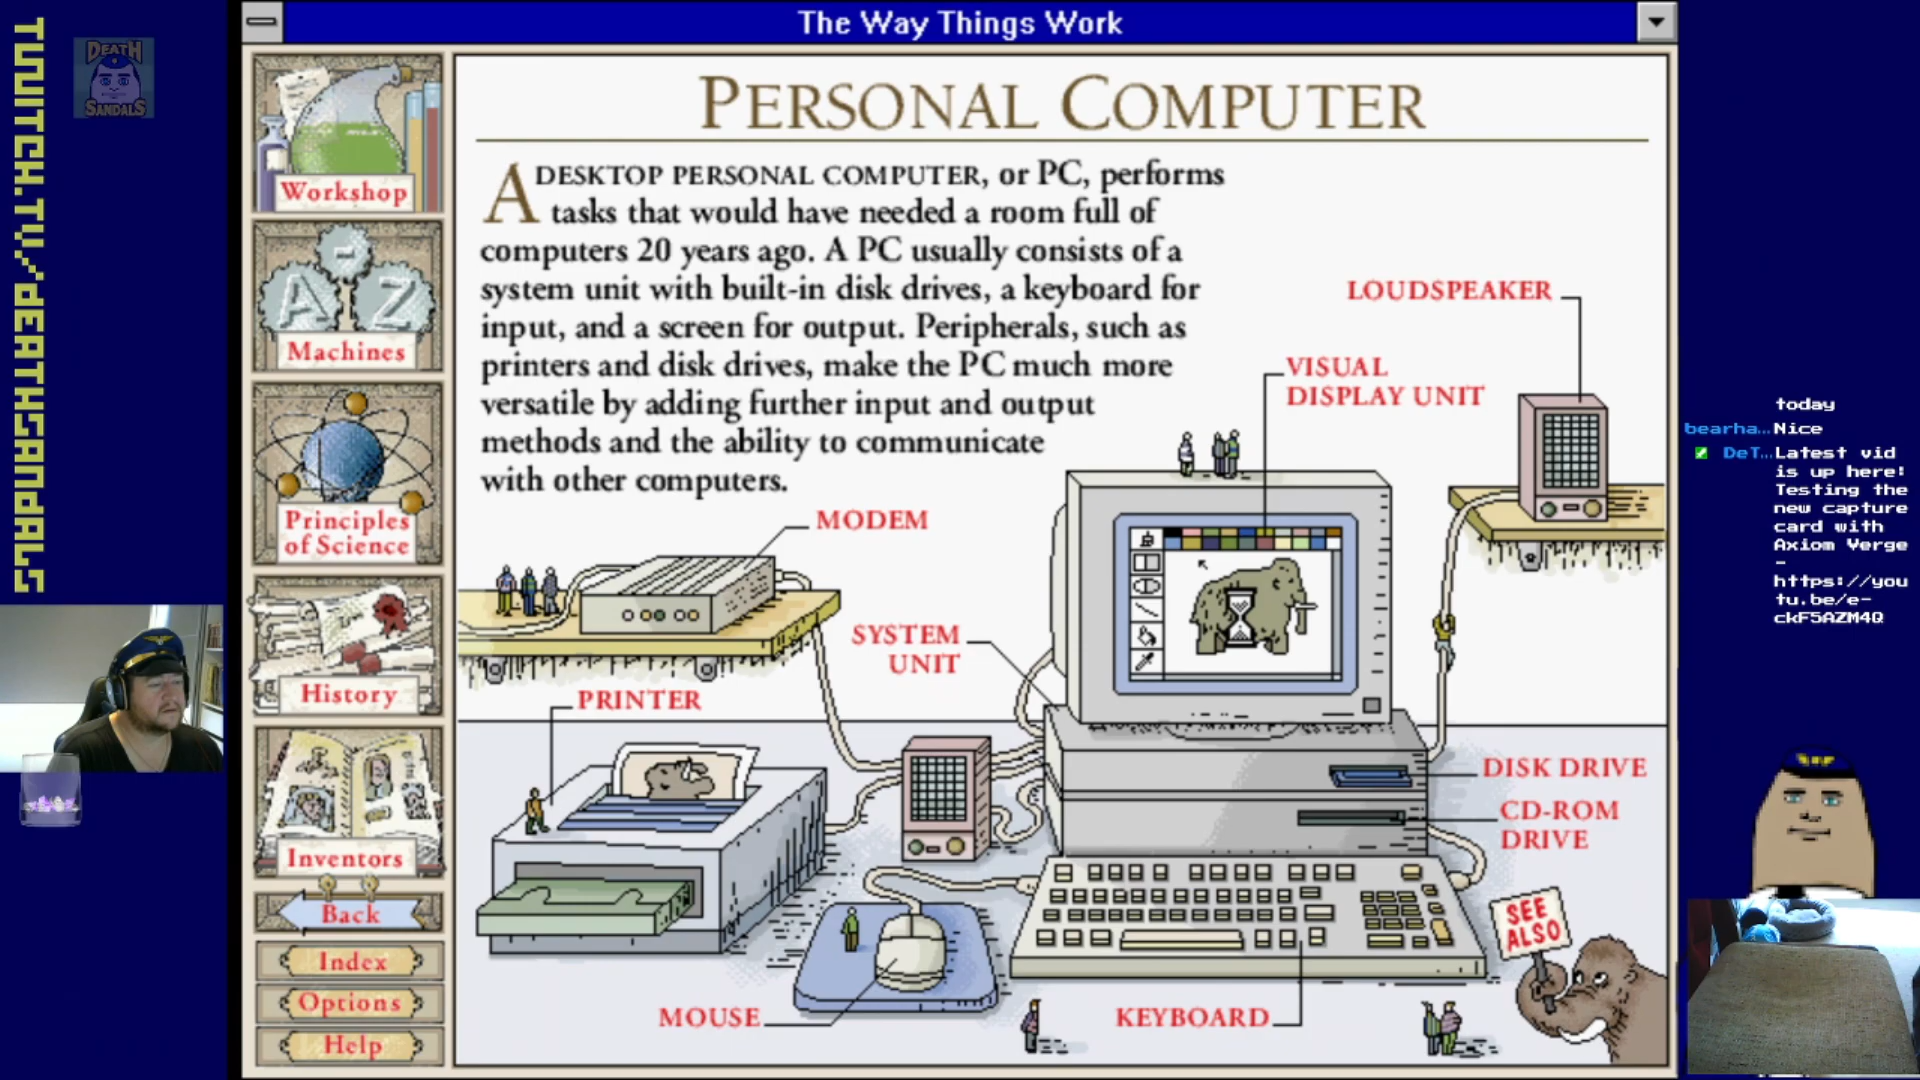 TWITCH.TV/DEATHSANDALS
DEATH
SANDALS
The Way Things Work
Workshop
A-Z
Machines
Principles
of Science
History
Inventors
Back
Index
Options
Help
PERSONAL COMPUTER
A DESKTOP PERSONAL COMPUTER, or PC, performs
tasks that would have needed a room full of
computers 20 years ago. A PC usually consists of a
system unit with built-in disk drives, a keyboard for
input, and a screen for output. Peripherals, such as
printers and disk drives, make the PC much more
versatile by adding further input and output
methods and the ability to communicate
with other computers.
LOUDSPEAKER
VISUAL
DISPLAY UNIT
MODEM
SYSTEM
UNIT
PRINTER
DISK DRIVE
CD-ROM
DRIVE
MOUSE
KEYBOARD
SEE
ALSO
today
bearha...Nice
DeT...Latest vid
is up here:
Testing the
new capture
card with
Axiom Verge
-
https://you
tu.be/e-
ckF5AZM4Q